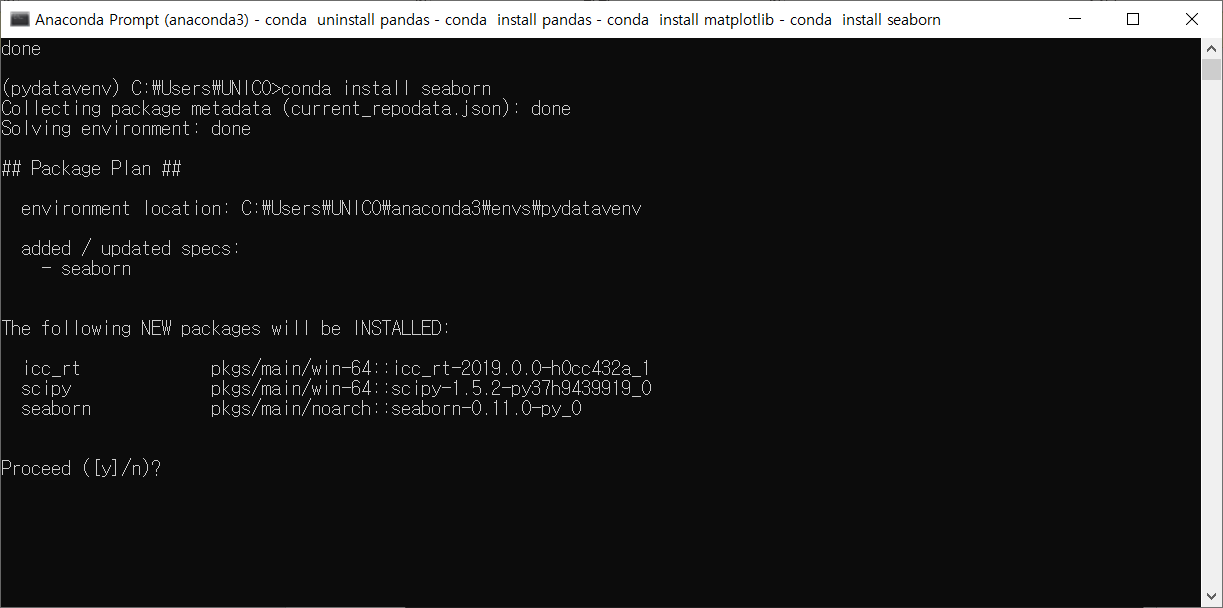 Anaconda Prompt (anaconda3) - conda  uninstall pandas - conda  install pandas - conda  install matplotlib - conda  install seaborn
done
(pydatavenv) C:₩Users₩UNICO>conda install seaborn
Collecting package metadata (current_repodata.json): done
Solving environment: done
## Package Plan ##
environment location: C:₩Users₩UNICO₩anaconda3₩envs₩pydatavenv
added / updated specs:
- seaborn
The following NEW packages will be INSTALLED:
icc_rt             pkgs/main/win-64::icc_rt-2019.0.0-h0cc432a_1
scipy              pkgs/main/win-64::scipy-1.5.2-py37h9439919_0
seaborn            pkgs/main/noarch::seaborn-0.11.0-py_0
Proceed ([y]/n)?